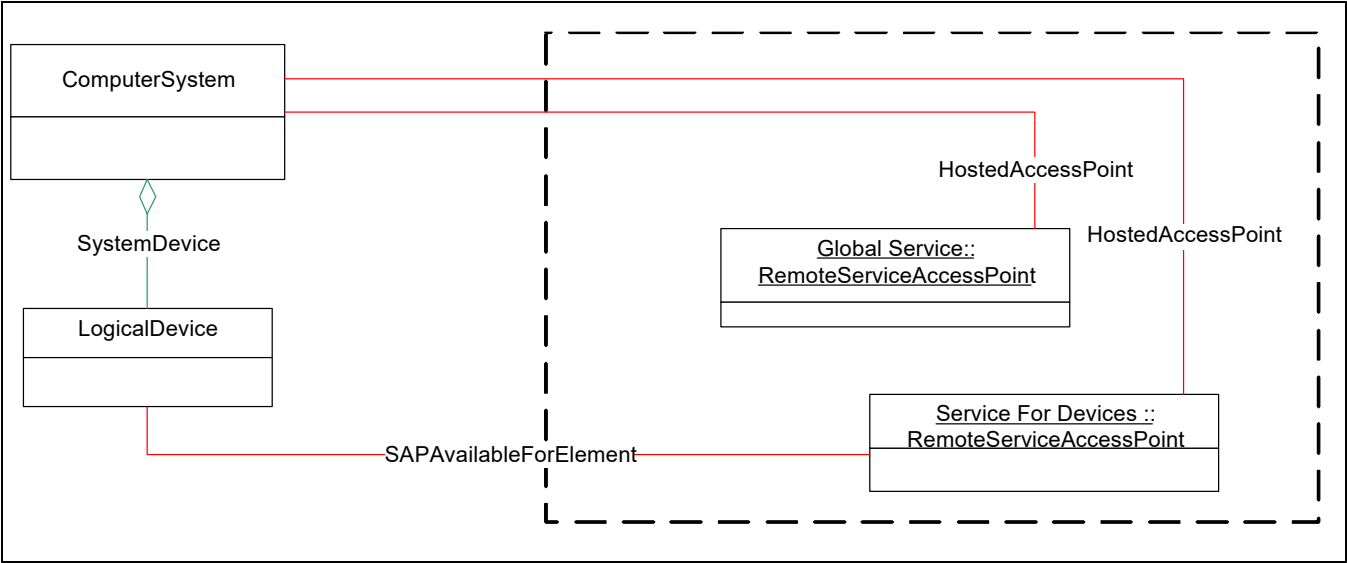 ComputerSystem
HostedAccessPoint
HostedAccessPoint
SystemDevice
Global Service::
RemoteServiceAccessPoint
LogicalDevice
Service For Devices ::
RemoteServiceAccessPoint
SAPAvailableForElement